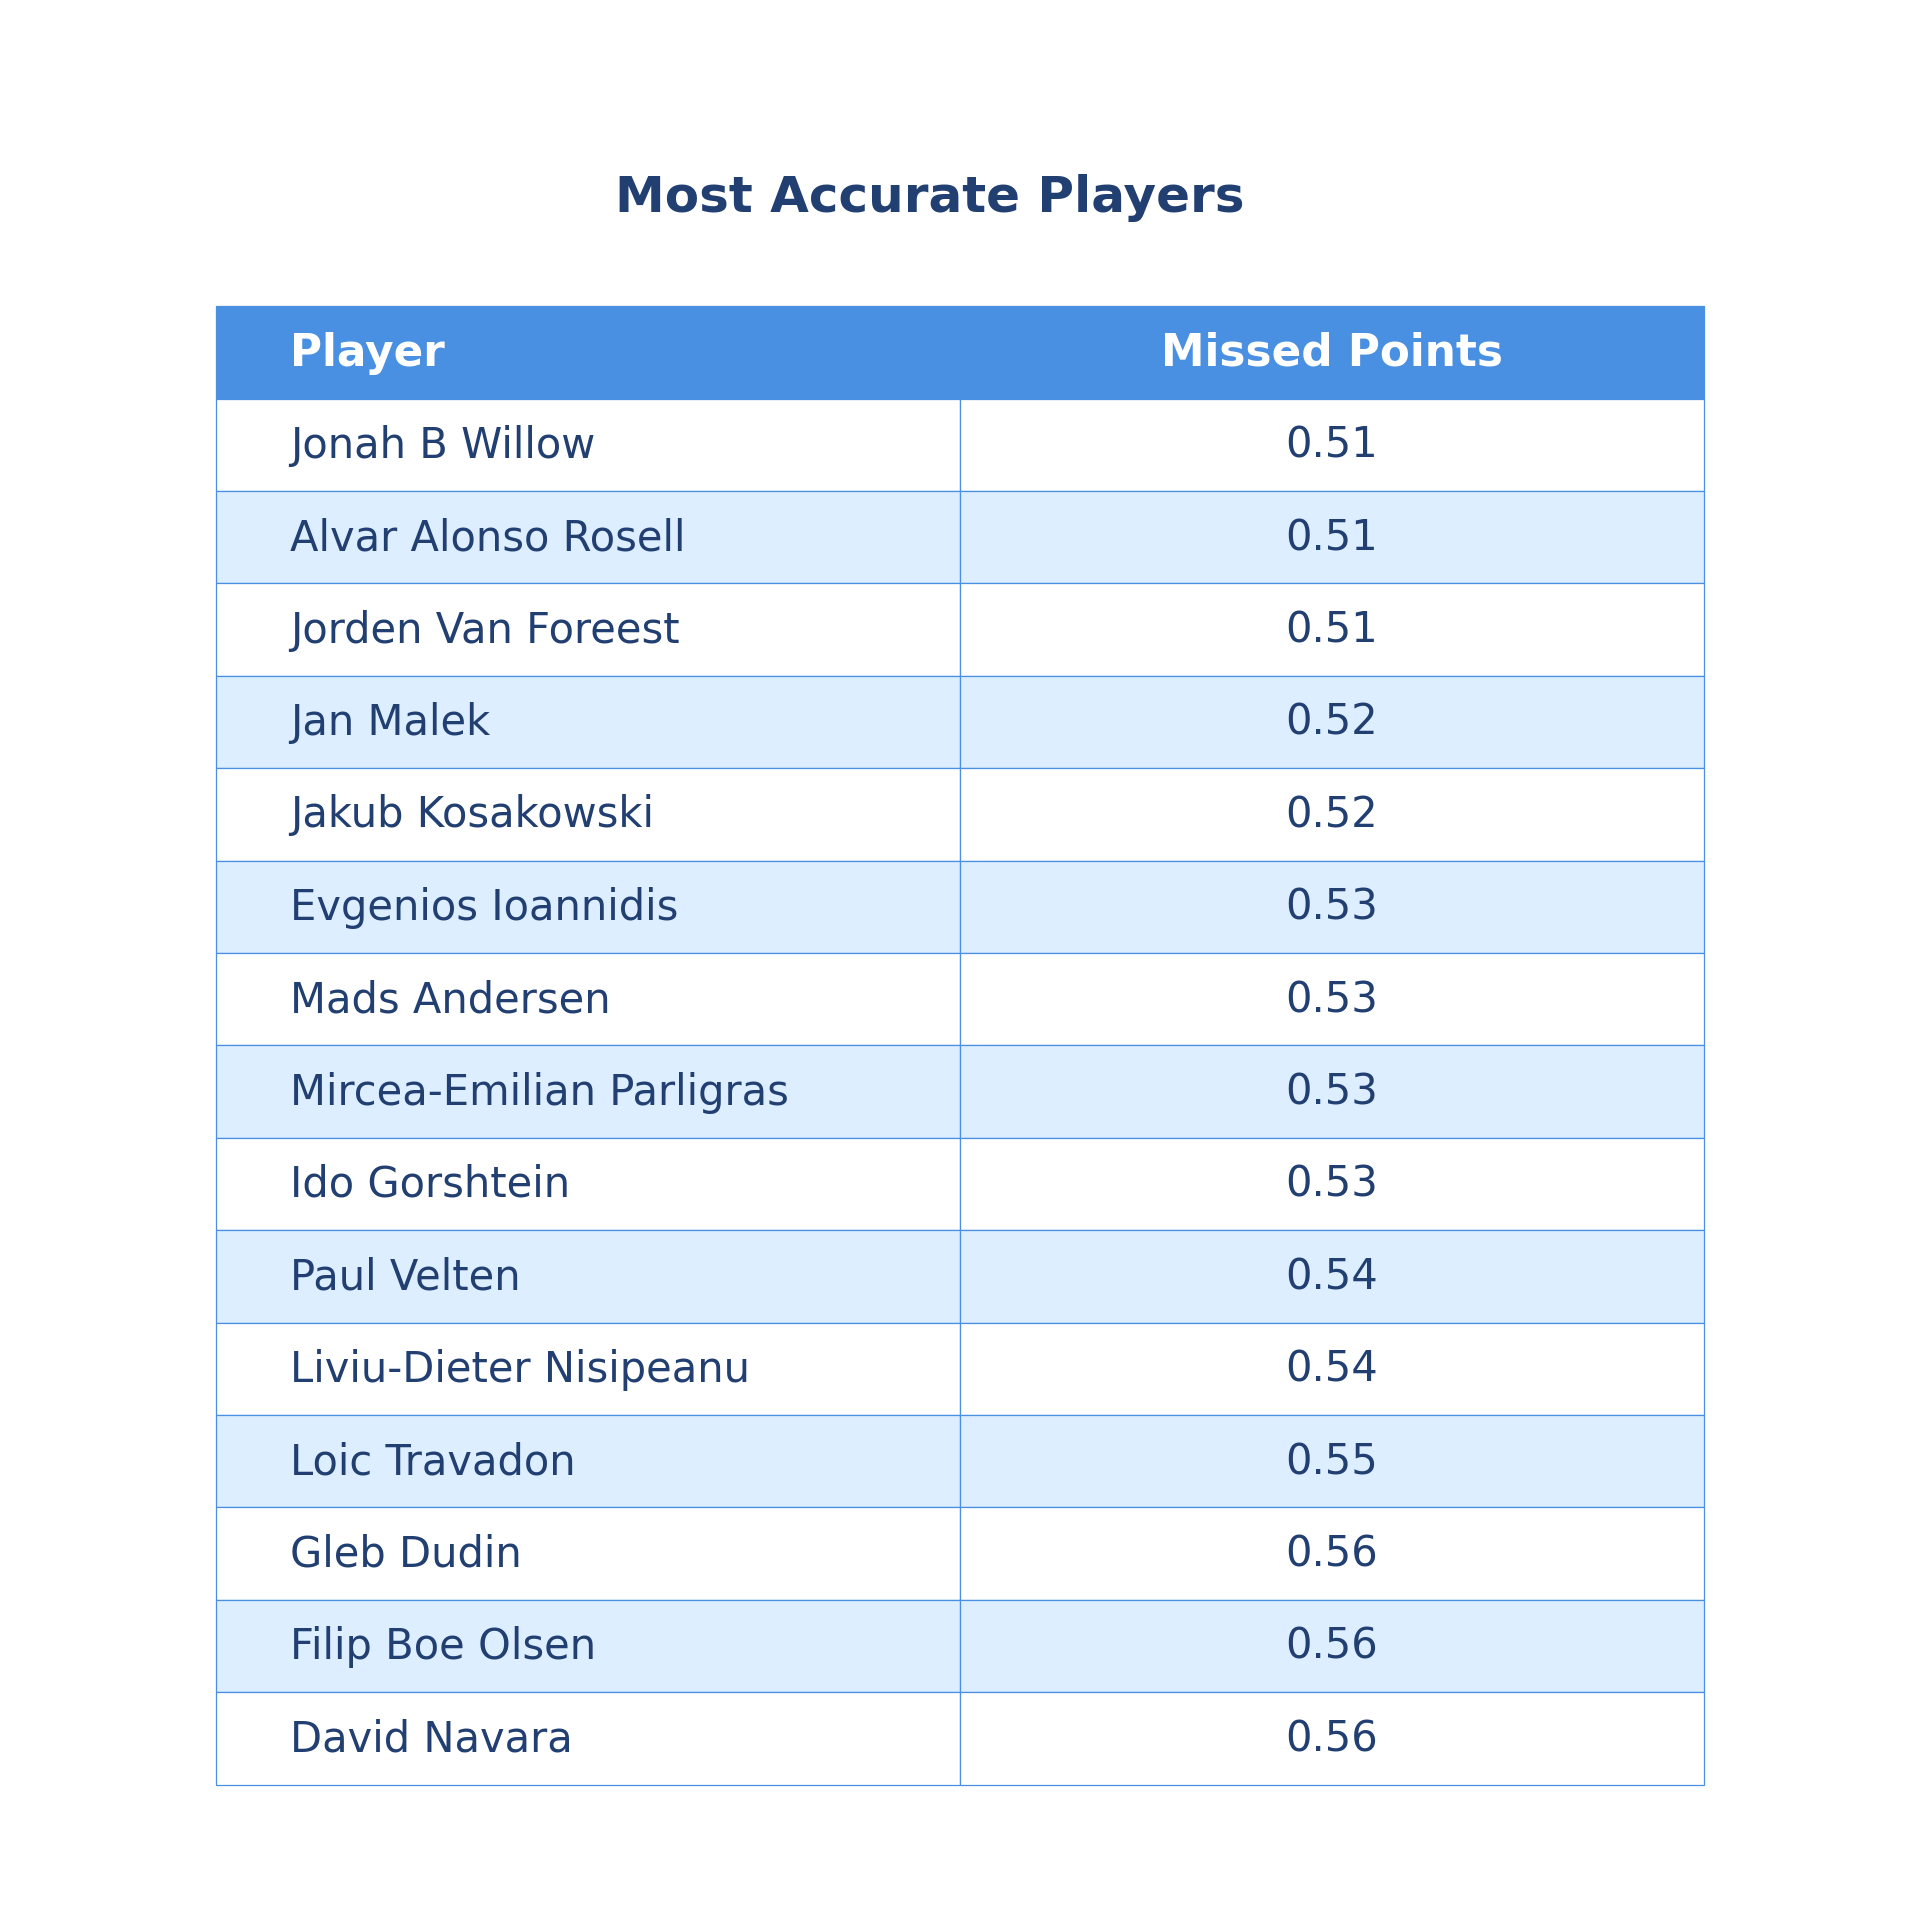 Most Accurate Players
Player Missed Points
Jonah B Willow 0.51
Alvar Alonso Rosell 0.51
Jorden Van Foreest 0.51
Jan Malek 0.52
Jakub Kosakowski 0.52
Evgenios Ioannidis 0.53
Mads Andersen 0.53
Mircea-Emilian Parligras 0.53
Ido Gorshtein 0.53
Paul Velten 0.54
Liviu-Dieter Nisipeanu 0.54
Loic Travadon 0.55
Gleb Dudin 0.56
Filip Boe Olsen 0.56
David Navara 0.56